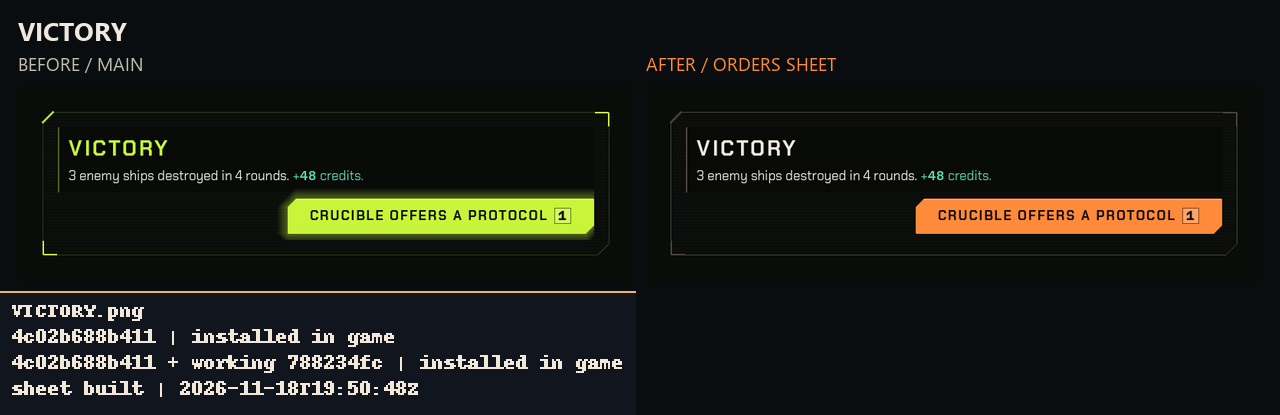 VICTORY
BEFORE / MAIN
AFTER / ORDERS SHEET
VICTORY
3 enemy ships destroyed in 4 rounds. +48 credits.
CRUCIBLE OFFERS A PROTOCOL 1
VICTORY
3 enemy ships destroyed in 4 rounds. +48 credits.
CRUCIBLE OFFERS A PROTOCOL 1
VICTORY.png
4c02b688b411 | installed in game
4c02b688b411 + working 788234fc | installed in game
sheet built | 2026-11-18T19:50:48Z